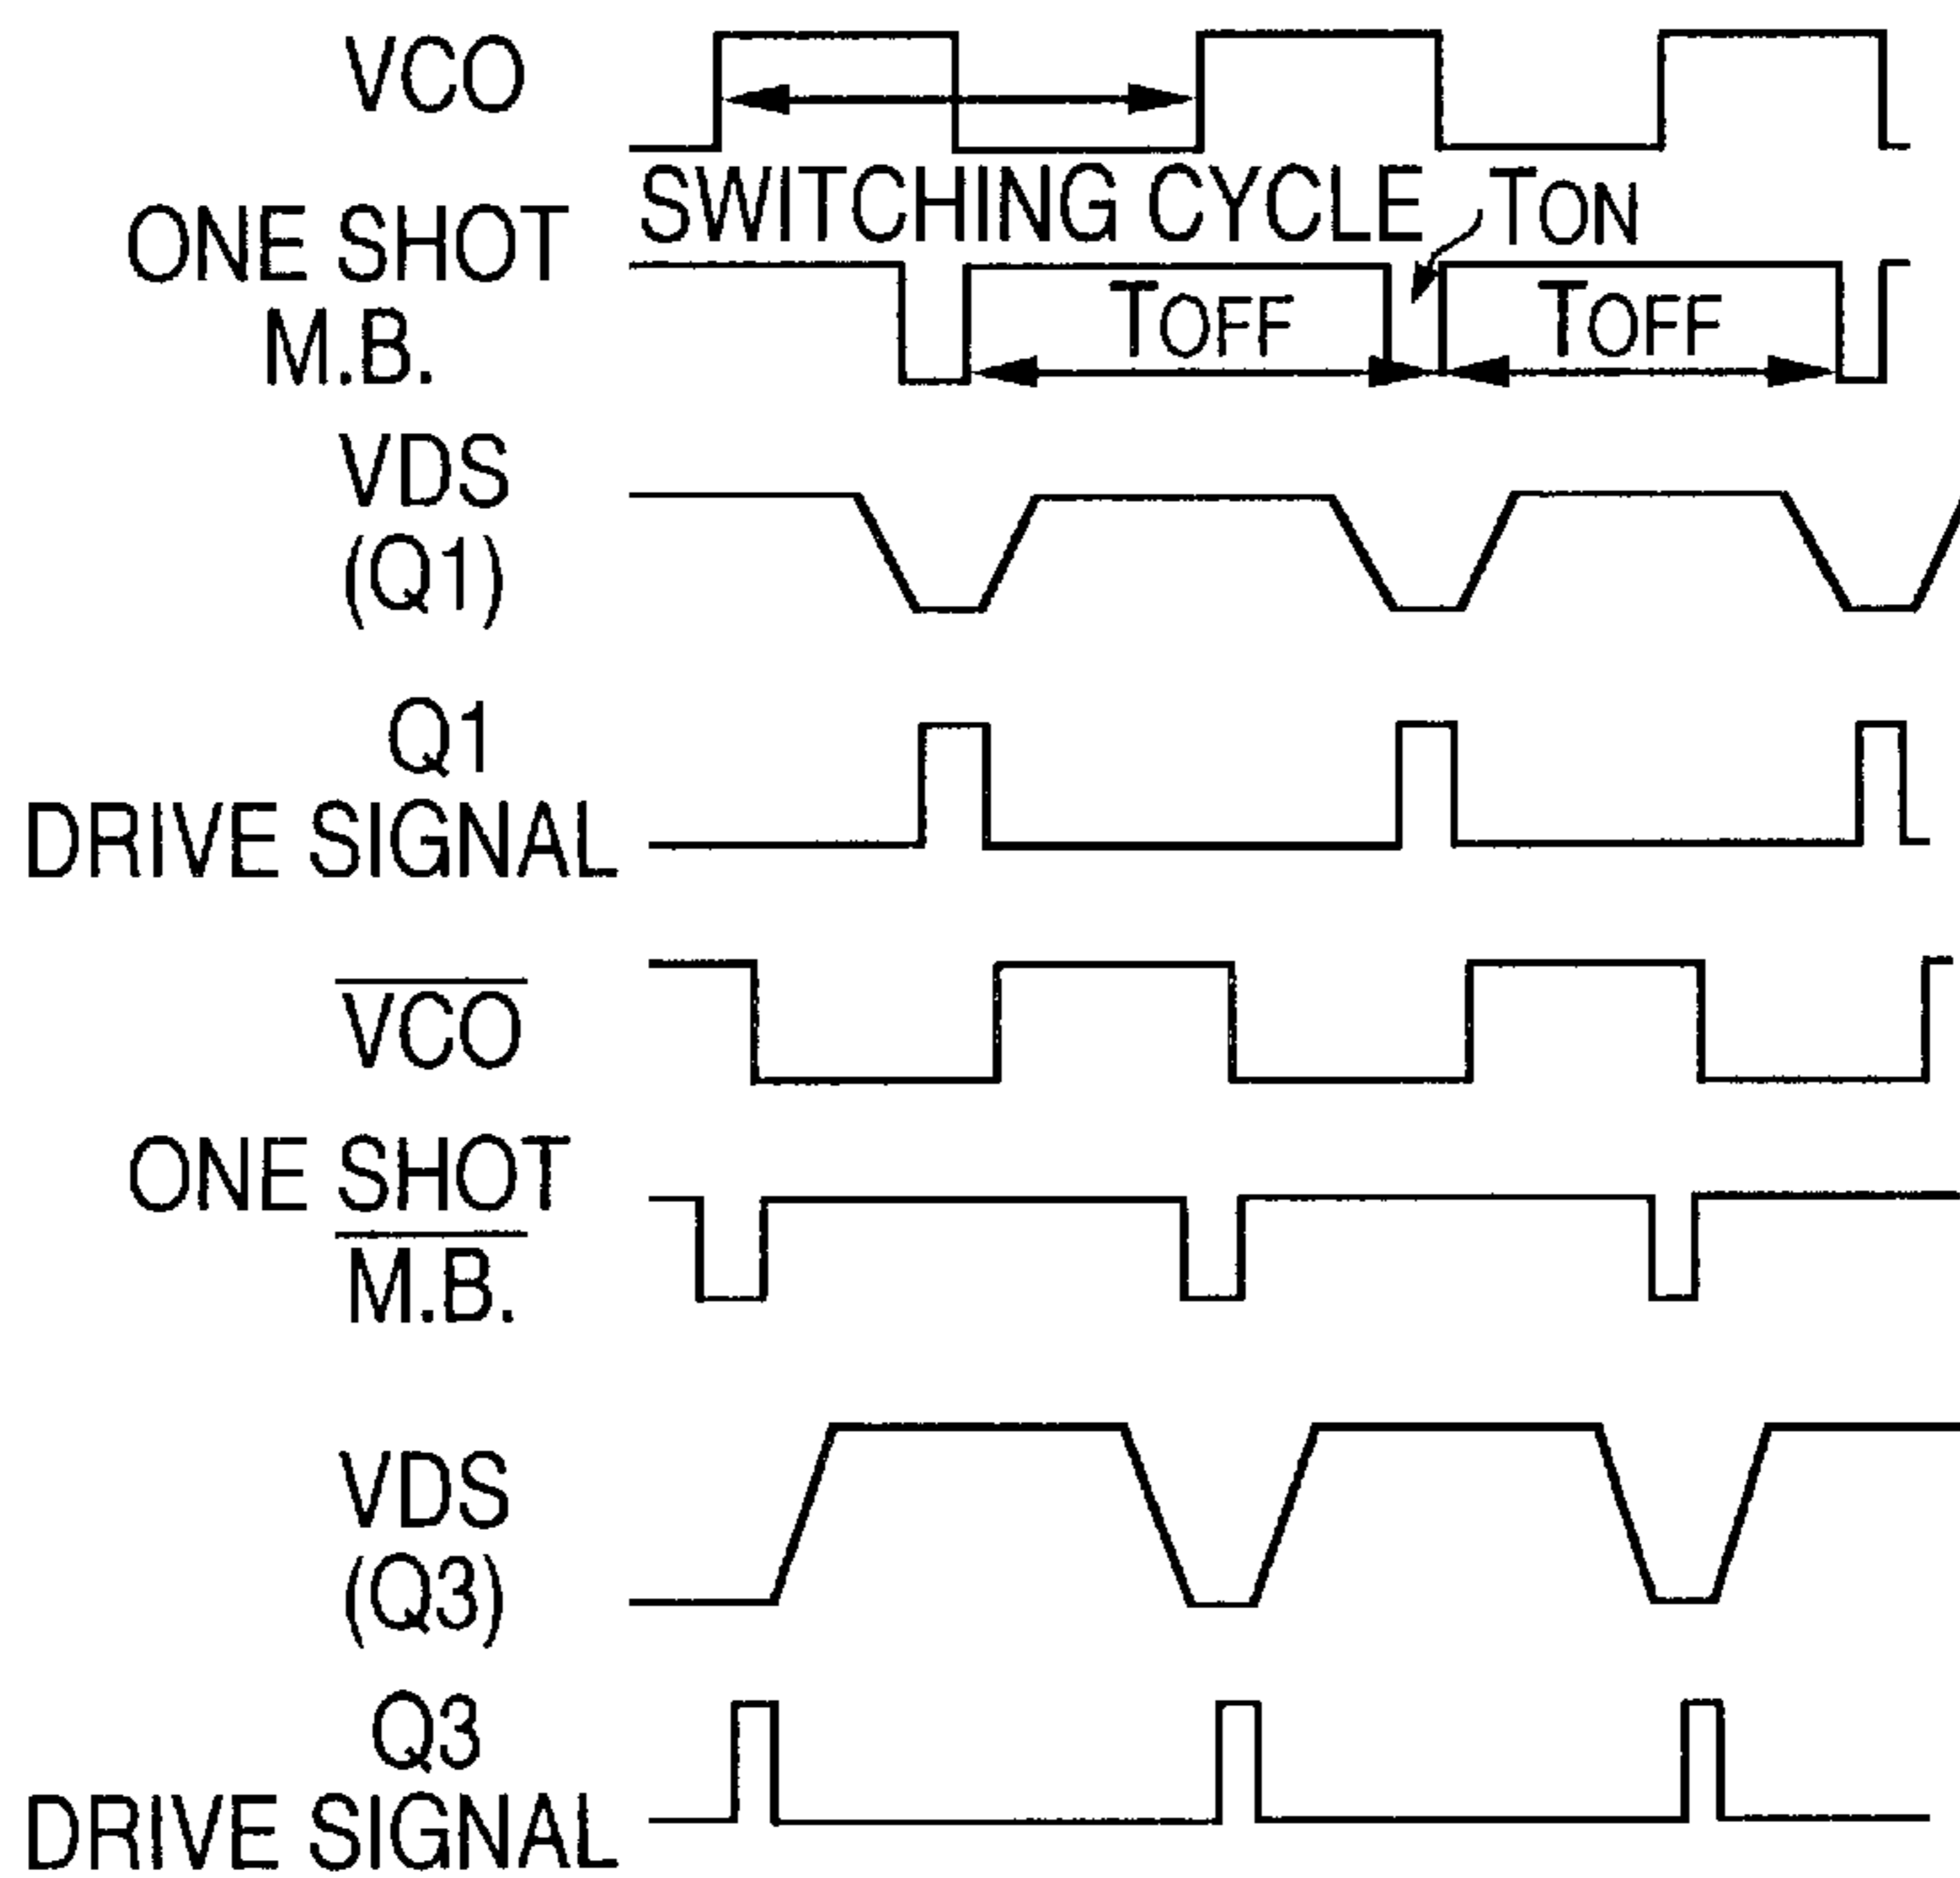 VCO
SWITCHING CYCLE
TON
ONE SHOT
M.B.
TOFF
TOFF
VDS
(Q1)
Q1
DRIVE SIGNAL
V̅C̅O̅
ONE SHOT
M̅.̅B̅.̅
VDS
(Q3)
Q3
DRIVE SIGNAL